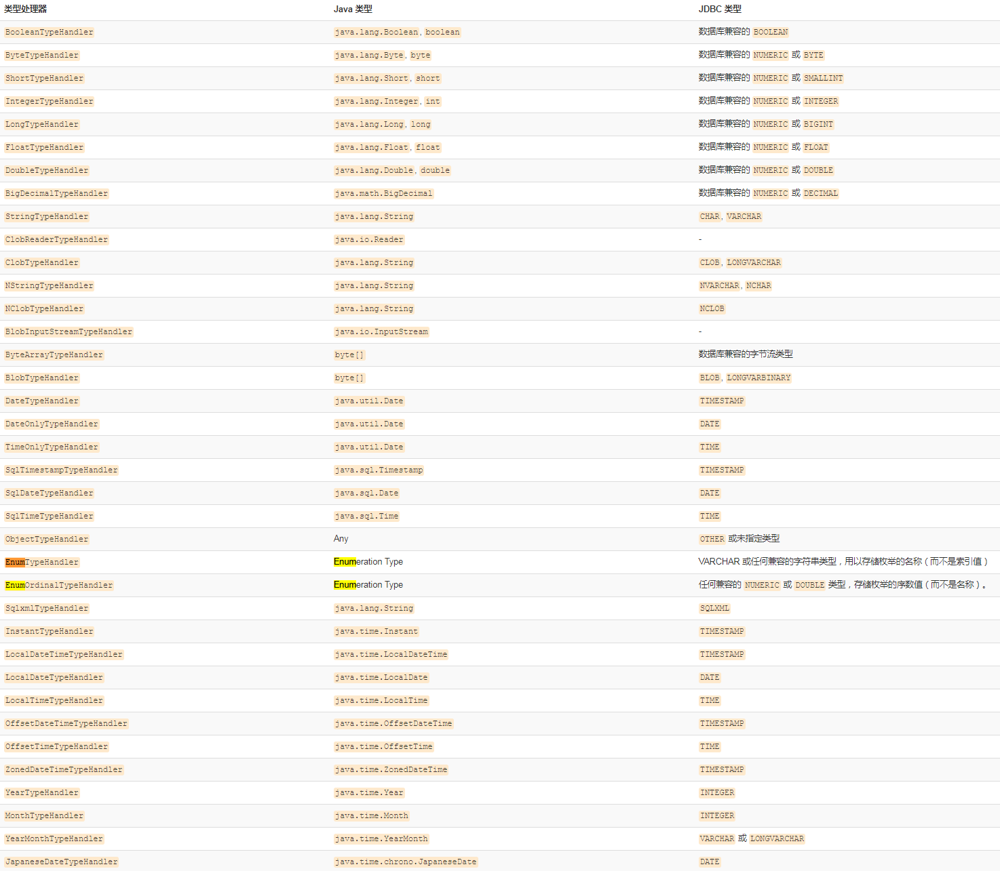 类型处理器 Java 类型 JDBC 类型
BooleanTypeHandler java.lang.Boolean, boolean 数据库兼容的 BOOLEAN
ByteTypeHandler java.lang.Byte, byte 数据库兼容的 NUMERIC 或 BYTE
ShortTypeHandler java.lang.Short, short 数据库兼容的 NUMERIC 或 SMALLINT
IntegerTypeHandler java.lang.Integer, int 数据库兼容的 NUMERIC 或 INTEGER
LongTypeHandler java.lang.Long, long 数据库兼容的 NUMERIC 或 BIGINT
FloatTypeHandler java.lang.Float, float 数据库兼容的 NUMERIC 或 FLOAT
DoubleTypeHandler java.lang.Double, double 数据库兼容的 NUMERIC 或 DOUBLE
BigDecimalTypeHandler java.math.BigDecimal 数据库兼容的 NUMERIC 或 DECIMAL
StringTypeHandler java.lang.String CHAR, VARCHAR
ClobReaderTypeHandler java.io.Reader -
ClobTypeHandler java.lang.String CLOB, LONGVARCHAR
NStringTypeHandler java.lang.String NVARCHAR, NCHAR
NClobTypeHandler java.lang.String NCLOB
BlobInputStreamTypeHandler java.io.InputStream -
ByteArrayTypeHandler byte[] 数据库兼容的字节流类型
BlobTypeHandler byte[] BLOB, LONGVARBINARY
DateTypeHandler java.util.Date TIMESTAMP
DateOnlyTypeHandler java.util.Date DATE
TimeOnlyTypeHandler java.util.Date TIME
SqlTimestampTypeHandler java.sql.Timestamp TIMESTAMP
SqlDateTypeHandler java.sql.Date DATE
SqlTimeTypeHandler java.sql.Time TIME
ObjectTypeHandler Any OTHER 或未指定类型
EnumTypeHandler Enumeration Type VARCHAR 或任何兼容的字符串类型，用以存储枚举的名称（而不是索引值）
EnumOrdinalTypeHandler Enumeration Type 任何兼容的 NUMERIC 或 DOUBLE 类型，存储枚举的序数值（而不是名称）。
SqlxmlTypeHandler java.lang.String SQLXML
InstantTypeHandler java.time.Instant TIMESTAMP
LocalDateTimeTypeHandler java.time.LocalDateTime TIMESTAMP
LocalDateTypeHandler java.time.LocalDate DATE
LocalTimeTypeHandler java.time.LocalTime TIME
OffsetDateTimeTypeHandler java.time.OffsetDateTime TIMESTAMP
OffsetTimeTypeHandler java.time.OffsetTime TIME
ZonedDateTimeTypeHandler java.time.ZonedDateTime TIMESTAMP
YearTypeHandler java.time.Year INTEGER
MonthTypeHandler java.time.Month INTEGER
YearMonthTypeHandler java.time.YearMonth VARCHAR 或 LONGVARCHAR
JapaneseDateTypeHandler java.time.chrono.JapaneseDate DATE